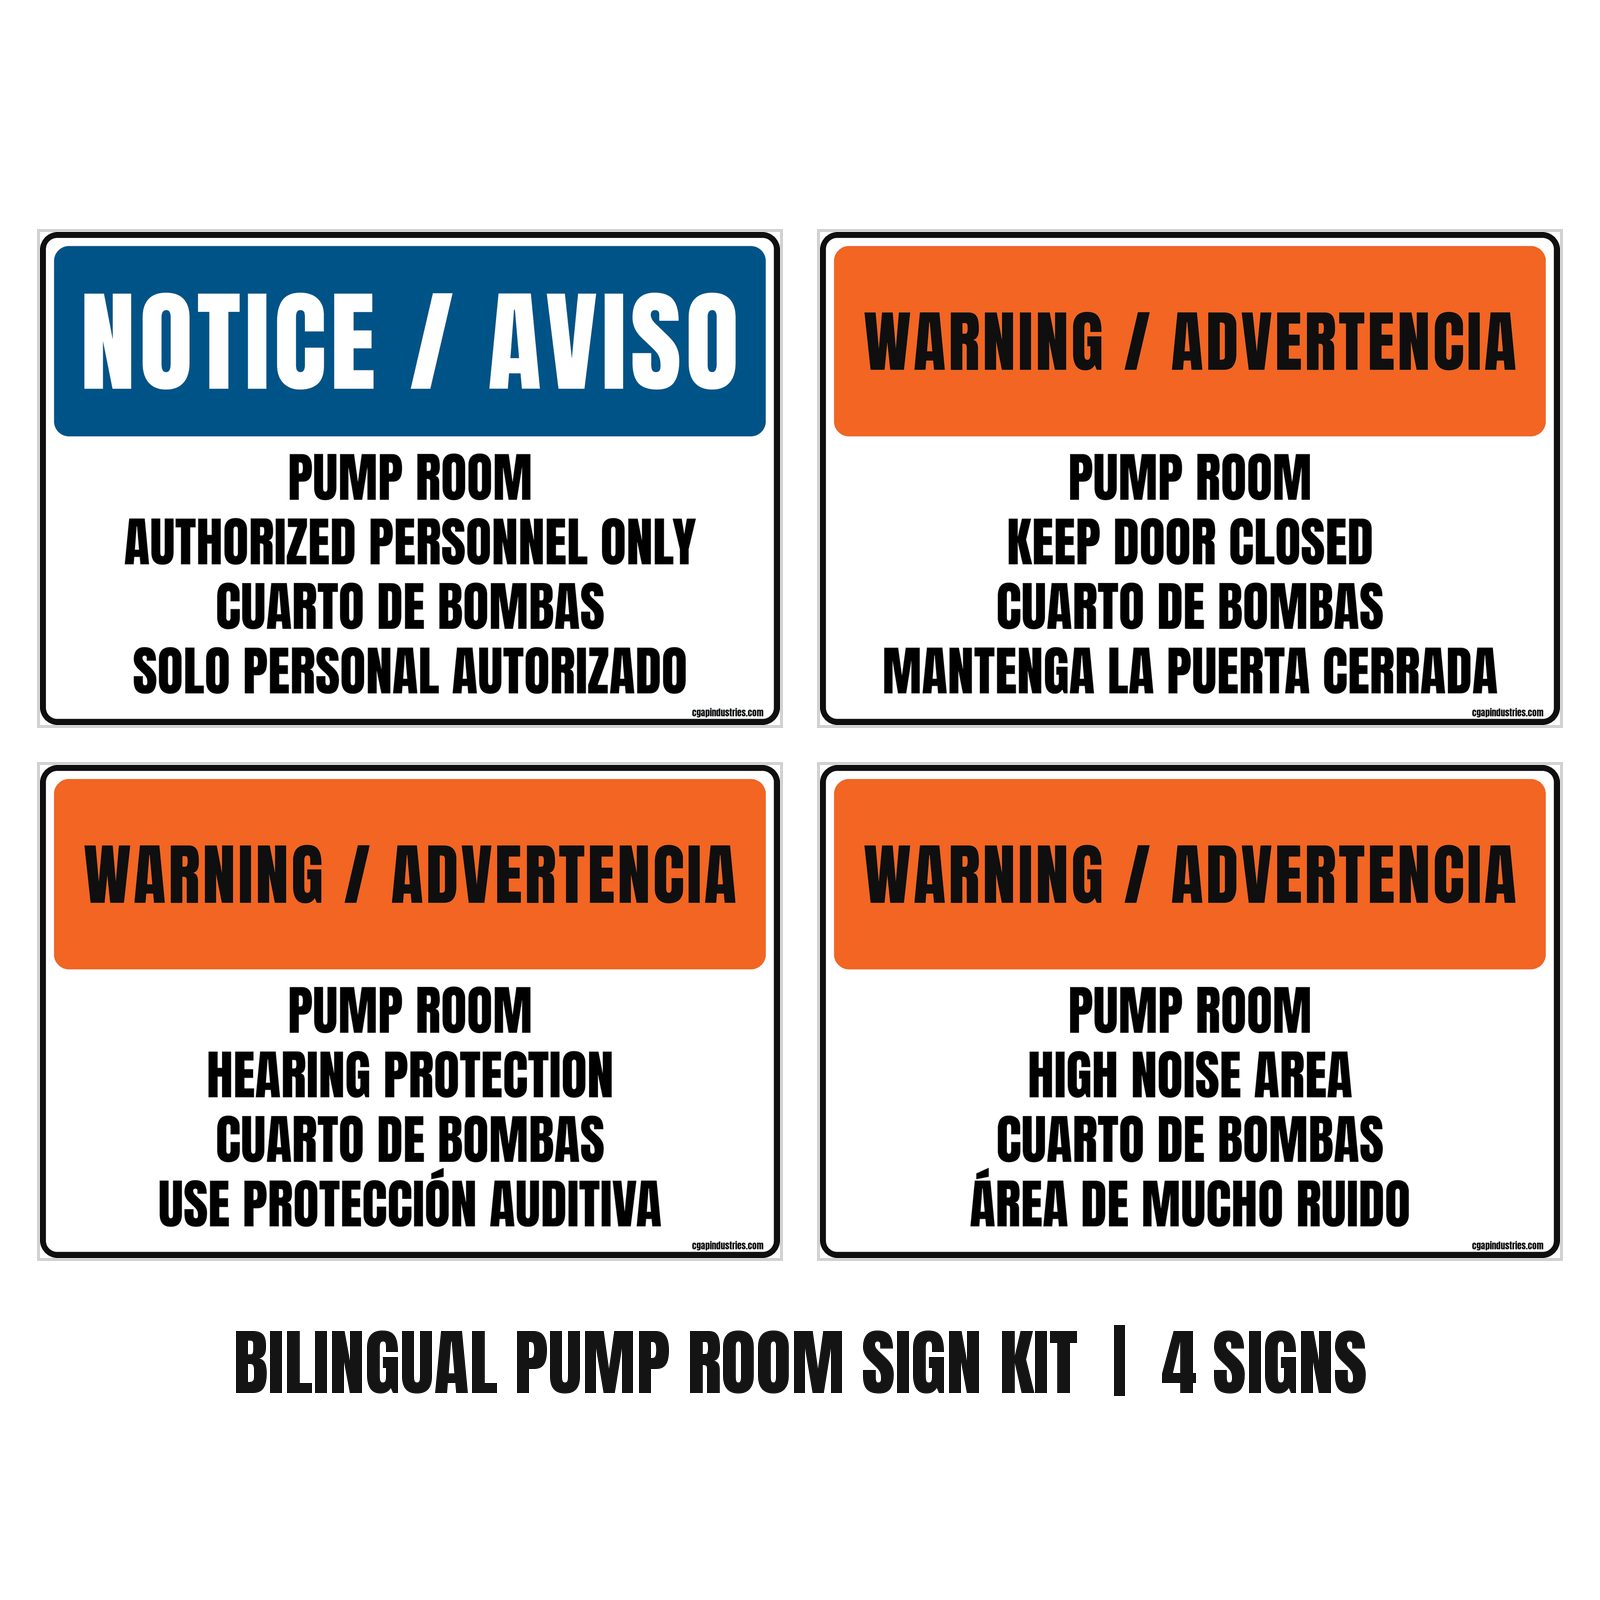 NOTICE / AVISO
PUMP ROOM
AUTHORIZED PERSONNEL ONLY
CUARTO DE BOMBAS
SOLO PERSONAL AUTORIZADO
cgapindustries.com
WARNING / ADVERTENCIA
PUMP ROOM
KEEP DOOR CLOSED
CUARTO DE BOMBAS
MANTENGA LA PUERTA CERRADA
cgapindustries.com
WARNING / ADVERTENCIA
PUMP ROOM
HEARING PROTECTION
CUARTO DE BOMBAS
USE PROTECCIÓN AUDITIVA
cgapindustries.com
WARNING / ADVERTENCIA
PUMP ROOM
HIGH NOISE AREA
CUARTO DE BOMBAS
ÁREA DE MUCHO RUIDO
cgapindustries.com
BILINGUAL PUMP ROOM SIGN KIT | 4 SIGNS